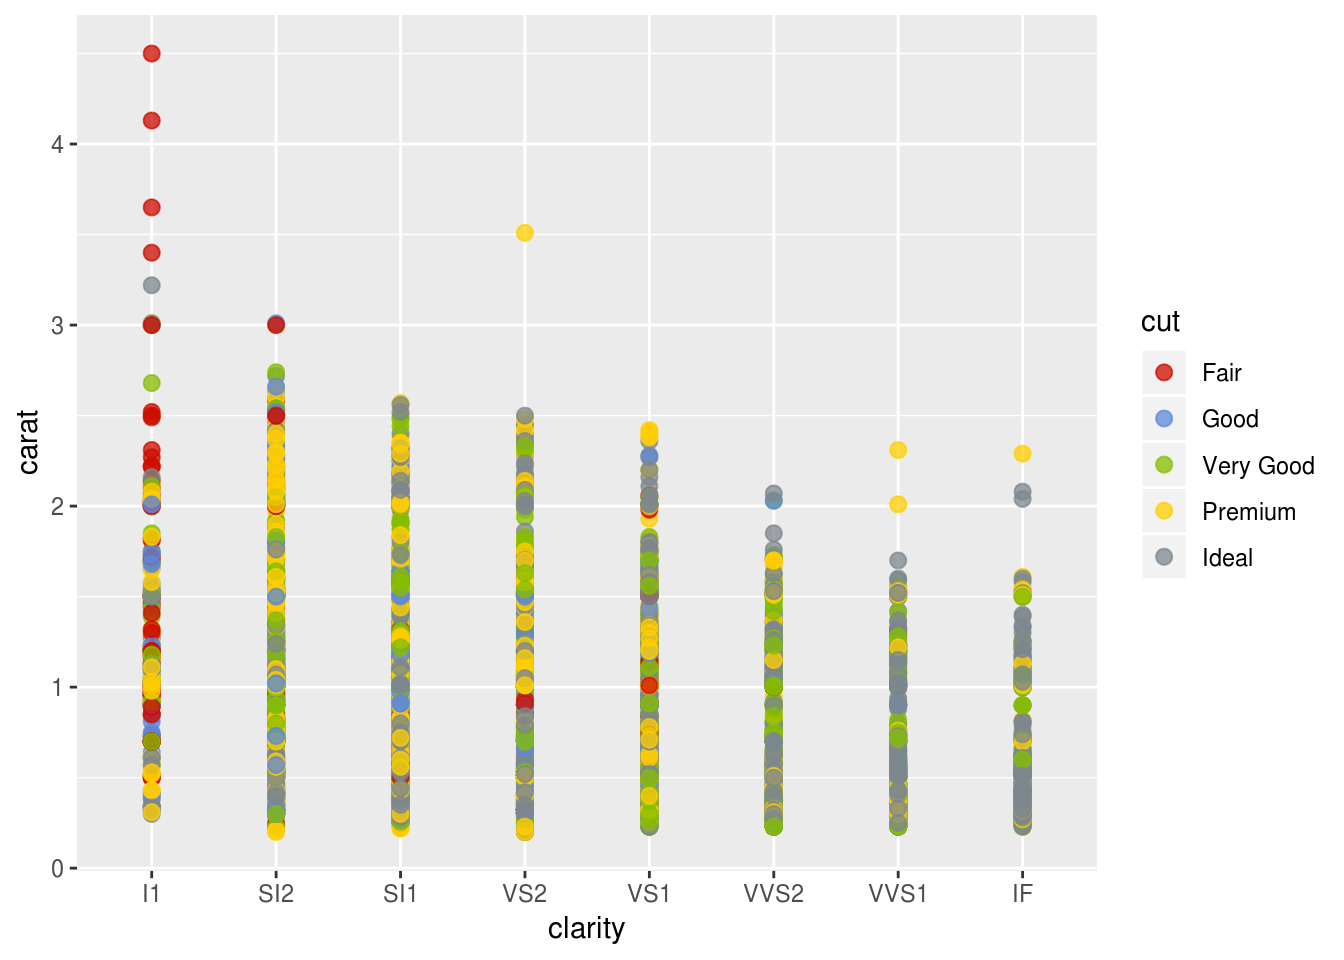 carat
4
3
2
1
0
I1 SI2 SI1 VS2 VS1 VVS2 VVS1 IF
clarity
cut
Fair
Good
Very Good
Premium
Ideal